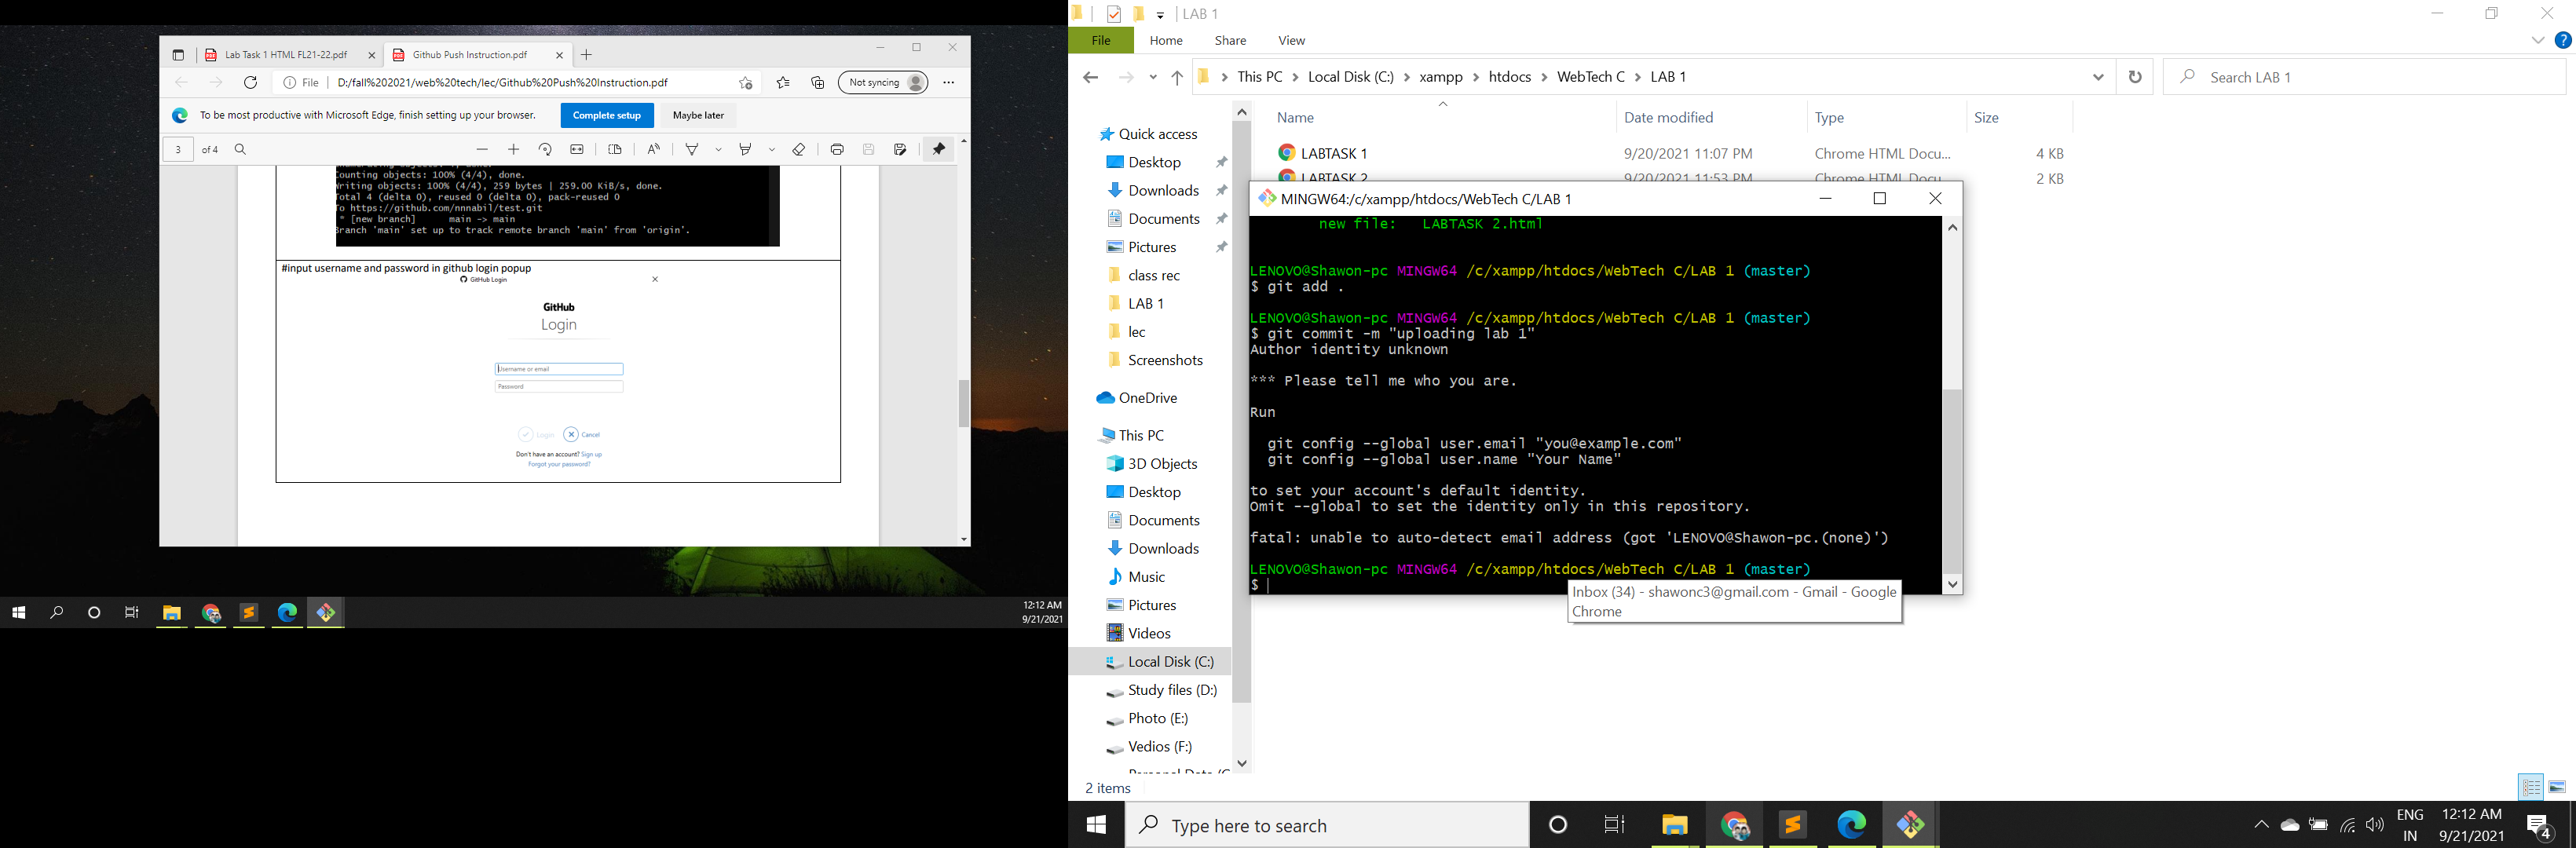 Lab Task 1 HTML FL21-22.pdf
Github Push Instruction.pdf
File
D:/fall%202021/web%20tech/lec/Github%20Push%20Instruction.pdf
Not syncing
To be most productive with Microsoft Edge, finish setting up your browser.
Complete setup
Maybe later
3
of 4
Counting objects: 100% (4/4), done.
Writing objects: 100% (4/4), 259 bytes | 259.00 KiB/s, done.
Total 4 (delta 0), reused 0 (delta 0), pack-reused 0
To https://github.com/nnnabil/test.git
* [new branch] main -> main
Branch 'main' set up to track remote branch 'main' from 'origin'.
#input username and password in github login popup
GitHub Login
GitHub
Login
Username or email
Password
Login
Cancel
Don't have an account? Sign up
Forgot your password?
12:12 AM
9/21/2021
LAB 1
File
Home
Share
View
This PC > Local Disk (C:) > xampp > htdocs > WebTech C > LAB 1
Search LAB 1
Quick access
Desktop
Downloads
Documents
Pictures
class rec
LAB 1
lec
Screenshots
OneDrive
This PC
3D Objects
Desktop
Documents
Downloads
Music
Pictures
Videos
Local Disk (C:)
Study files (D:)
Photo (E:)
Vedios (F:)
Name
Date modified
Type
Size
LABTASK 1
9/20/2021 11:07 PM
Chrome HTML Docu...
4 KB
LABTASK 2
9/20/2021 11:53 PM
Chrome HTML Docu...
2 KB
MINGW64:/c/xampp/htdocs/WebTech C/LAB 1
new file: LABTASK 2.html
LENOVO@Shawon-pc MINGW64 /c/xampp/htdocs/WebTech C/LAB 1 (master)
$ git add .
LENOVO@Shawon-pc MINGW64 /c/xampp/htdocs/WebTech C/LAB 1 (master)
$ git commit -m "uploading lab 1"
Author identity unknown
*** Please tell me who you are.
Run
git config --global user.email "you@example.com"
git config --global user.name "Your Name"
to set your account's default identity.
Omit --global to set the identity only in this repository.
fatal: unable to auto-detect email address (got 'LENOVO@Shawon-pc.(none)')
LENOVO@Shawon-pc MINGW64 /c/xampp/htdocs/WebTech C/LAB 1 (master)
$
Inbox (34) - shawonc3@gmail.com - Gmail - Google
Chrome
2 items
Type here to search
ENG
IN
12:12 AM
9/21/2021
4